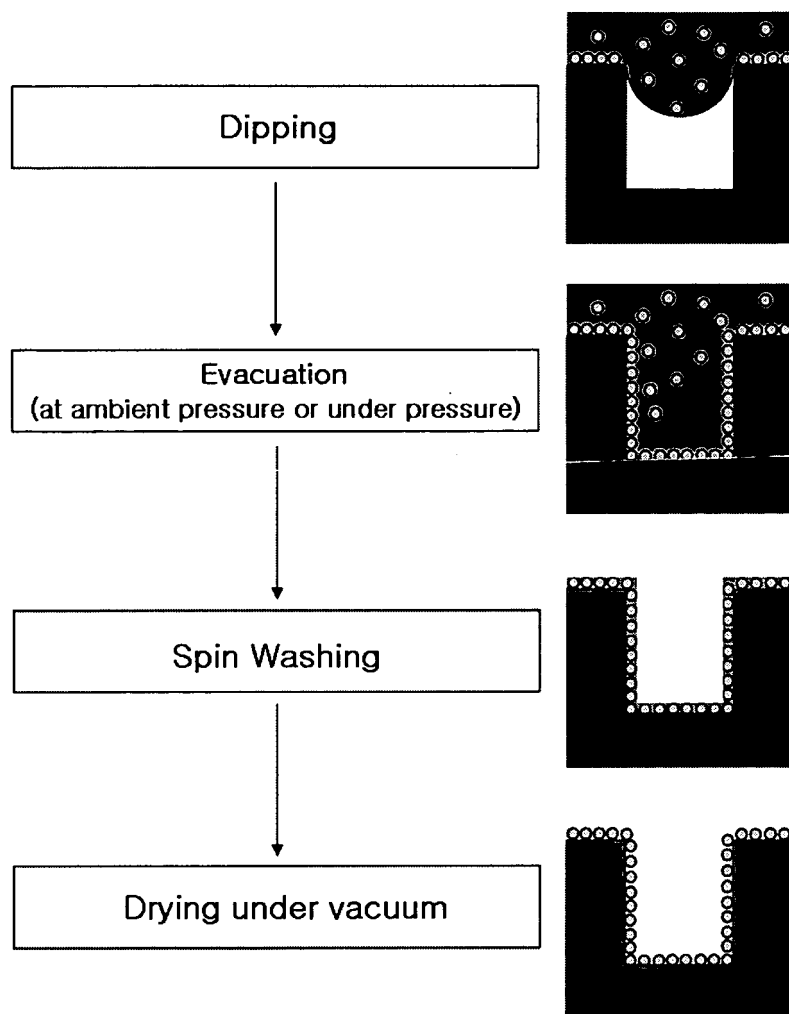 Dipping
Evacuation
(at ambient pressure or under pressure)
Spin Washing
Drying under vacuum